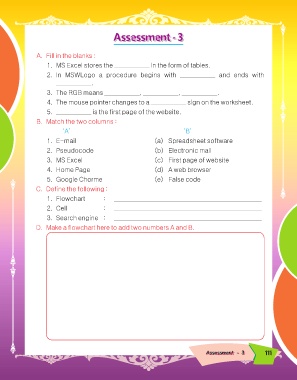 Assessment - 3
A. Fill in the blanks :
1. MS Excel stores the __________ in the form of tables.
2. In MSWLogo a procedure begins with __________ and ends with
__________.
3. The RGB means __________, __________, __________.
4. The mouse pointer changes to a __________ sign on the worksheet.
5. __________ is the first page of the website.
B. Match the two columns :
'A' 'B'
1. E-mail (a) Spreadsheet software
2. Pseudocode (b) Electronic mail
3. MS Excel (c) First page of website
4. Home Page (d) A web browser
5. Google Chorme (e) False code
C. Define the following :
1. Flowchart :
2. Cell :
3. Search engine :
D. Make a flowchart here to add two numbers A and B.
Assessment - 3 111